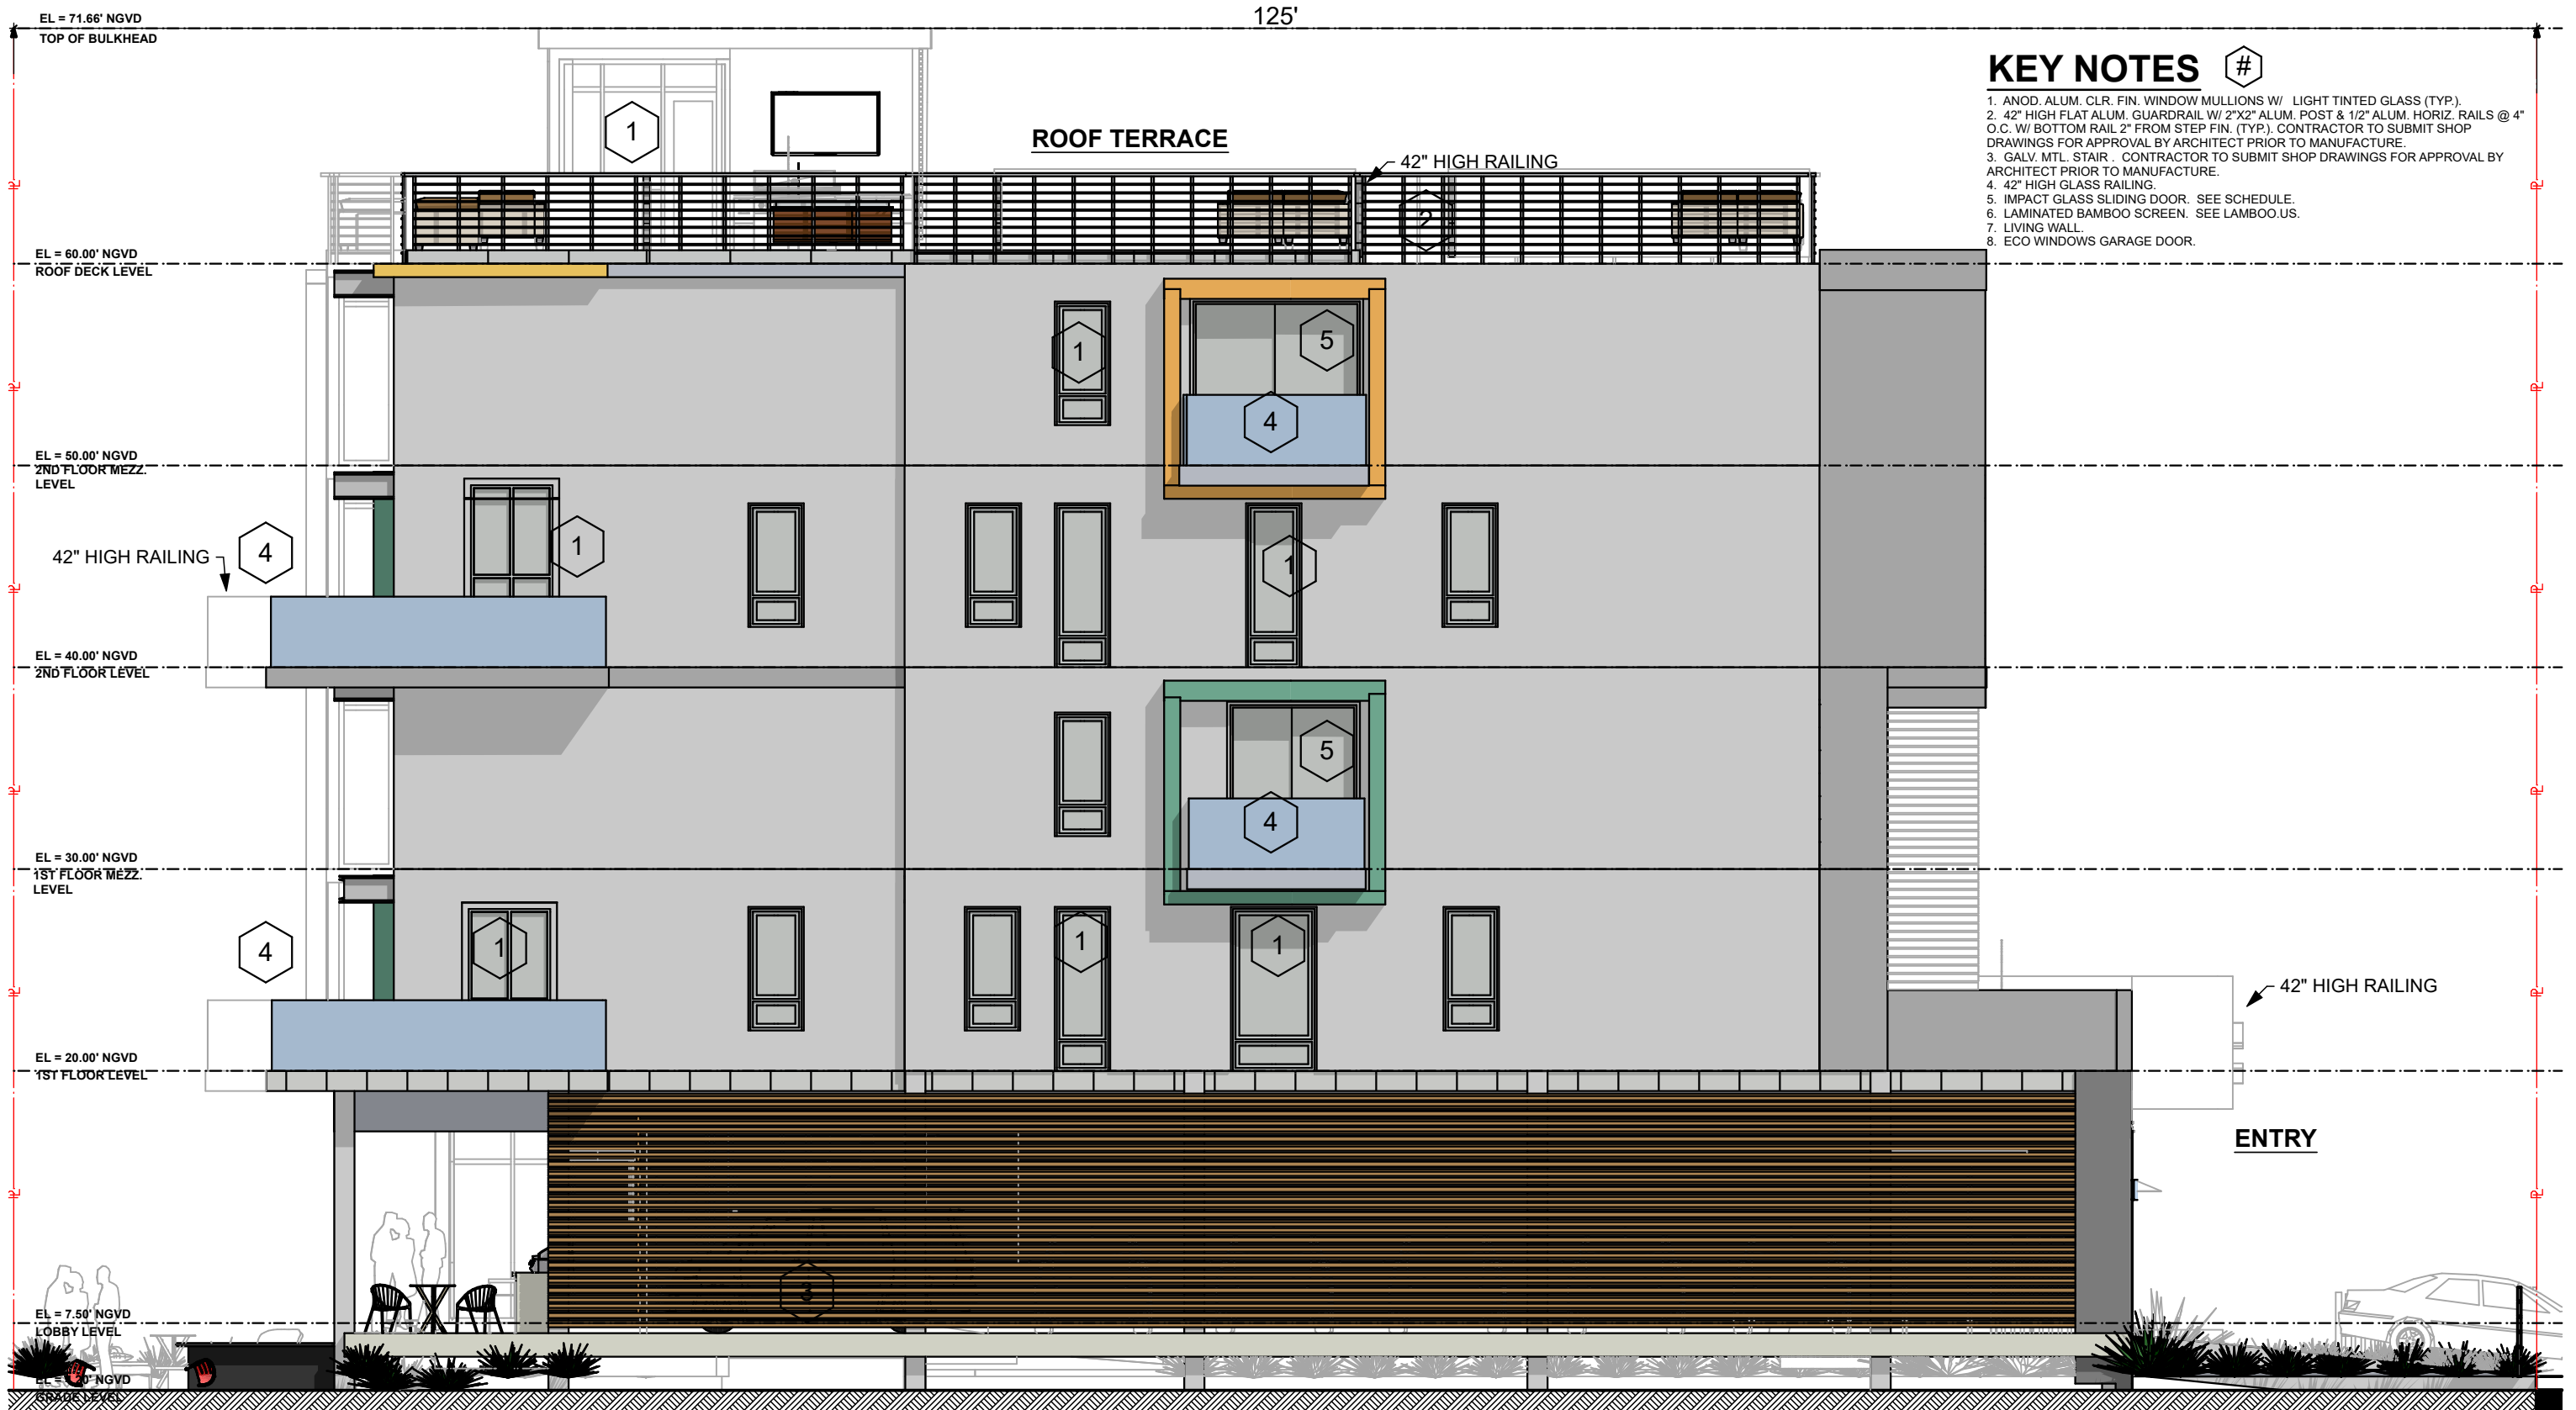 EL = 71.66' NGVD
125'
TOP OF BULKHEAD
KEY NOTES #
1. ANOD. ALUM. CLR. FIN. WINDOW MULLIONS W/ LIGHT TINTED GLASS (TYP.).
2. 42" HIGH FLAT ALUM. GUARDRAIL W/ 2"X2" ALUM. POST & 1/2" ALUM. HORIZ. RAILS @ 4"
O.C. W/ BOTTOM RAIL 2" FROM STEP FIN. (TYP.). CONTRACTOR TO SUBMIT SHOP
DRAWINGS FOR APPROVAL BY ARCHITECT PRIOR TO MANUFACTURE.
3. GALV. MTL. STAIR . CONTRACTOR TO SUBMIT SHOP DRAWINGS FOR APPROVAL BY
ARCHITECT PRIOR TO MANUFACTURE.
4. 42" HIGH GLASS RAILING.
5. IMPACT GLASS SLIDING DOOR. SEE SCHEDULE.
6. LAMINATED BAMBOO SCREEN. SEE LAMBOO.US.
7. LIVING WALL.
8. ECO WINDOWS GARAGE DOOR.
1
ROOF TERRACE
42" HIGH RAILING
2
EL = 60.00' NGVD
ROOF DECK LEVEL
1
5
4
EL = 50.00' NGVD
2ND FLOOR MEZZ.
LEVEL
42" HIGH RAILING
4
1
1
EL = 40.00' NGVD
2ND FLOOR LEVEL
5
4
EL = 30.00' NGVD
1ST FLOOR MEZZ.
LEVEL
4
1
1
1
42" HIGH RAILING
EL = 20.00' NGVD
1ST FLOOR LEVEL
ENTRY
3
EL = 7.50' NGVD
LOBBY LEVEL
NGVD
GRADE LEVEL